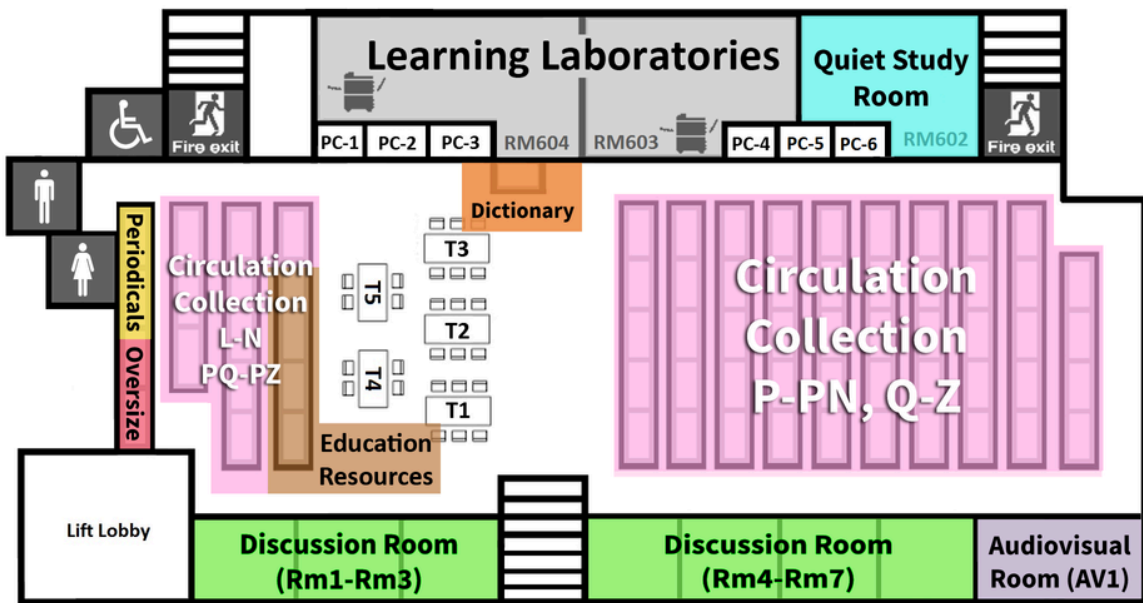 Learning Laboratories
Quiet Study
Room
Fire exit
PC-1
PC-2
PC-3
RM604
RM603
PC-4
PC-5
PC-6
RM602
Fire exit
Dictionary
Periodicals
Oversize
Circulation
Collection
L-N
PQ-PZ
T3
T5
T2
T4
T1
Education
Resources
Circulation
Collection
P-PN, Q-Z
Lift Lobby
Discussion Room
(Rm1-Rm3)
Discussion Room
(Rm4-Rm7)
Audiovisual
Room (AV1)